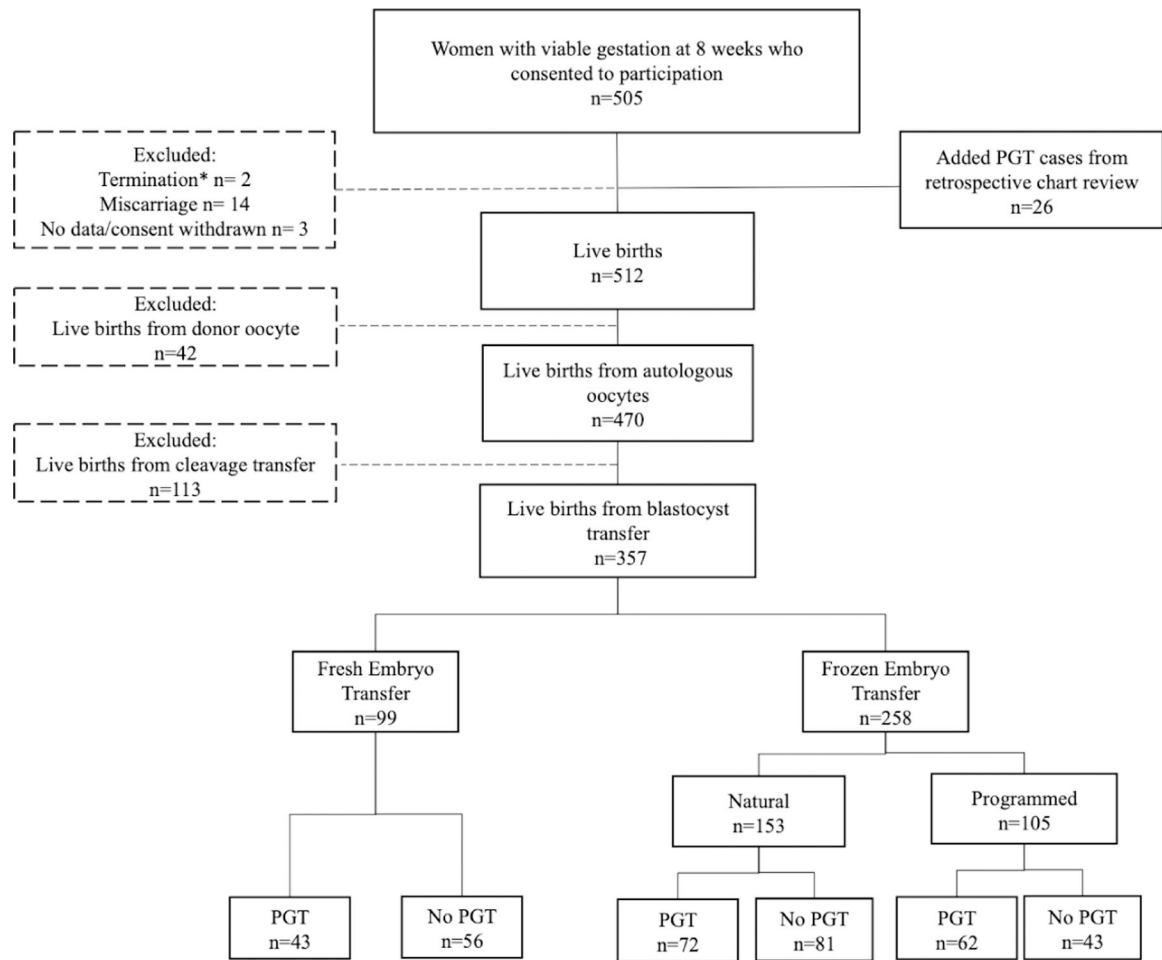 Women with viable gestation at 8 weeks who
consented to participation
n=505
Excluded:
Termination* n= 2
Miscarriage n= 14
No data/consent withdrawn n= 3
Added PGT cases from
retrospective chart review
n=26
Live births
n=512
Excluded:
Live births from donor oocyte
n=42
Live births from autologous
oocytes
n=470
Excluded:
Live births from cleavage transfer
n=113
Live births from blastocyst
transfer
n=357
Fresh Embryo
Transfer
n=99
Frozen Embryo
Transfer
n=258
Natural
n=153
Programmed
n=105
PGT
n=43
No PGT
n=56
PGT
n=72
No PGT
n=81
PGT
n=62
No PGT
n=43